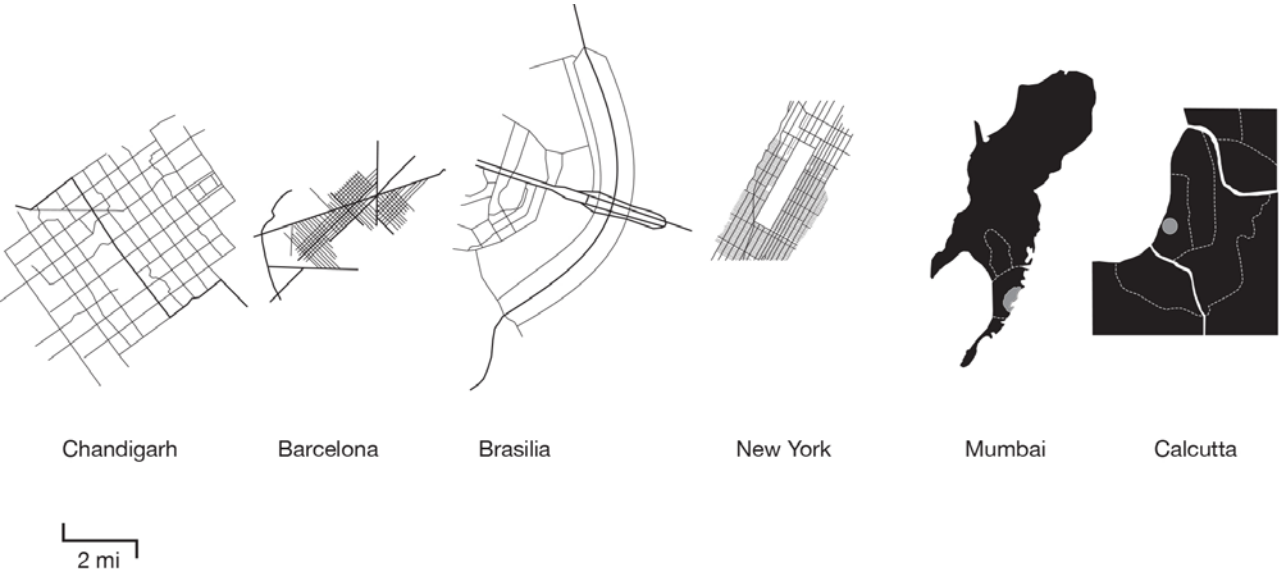 Chandigarh
Barcelona
Brasilia
New York
Mumbai
Calcutta
2 mi